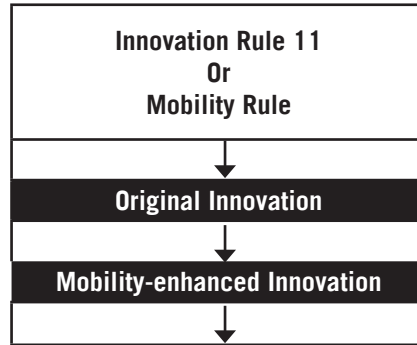 Innovation Rule 11
Or
Mobility Rule
Original Innovation
Mobility-enhanced Innovation